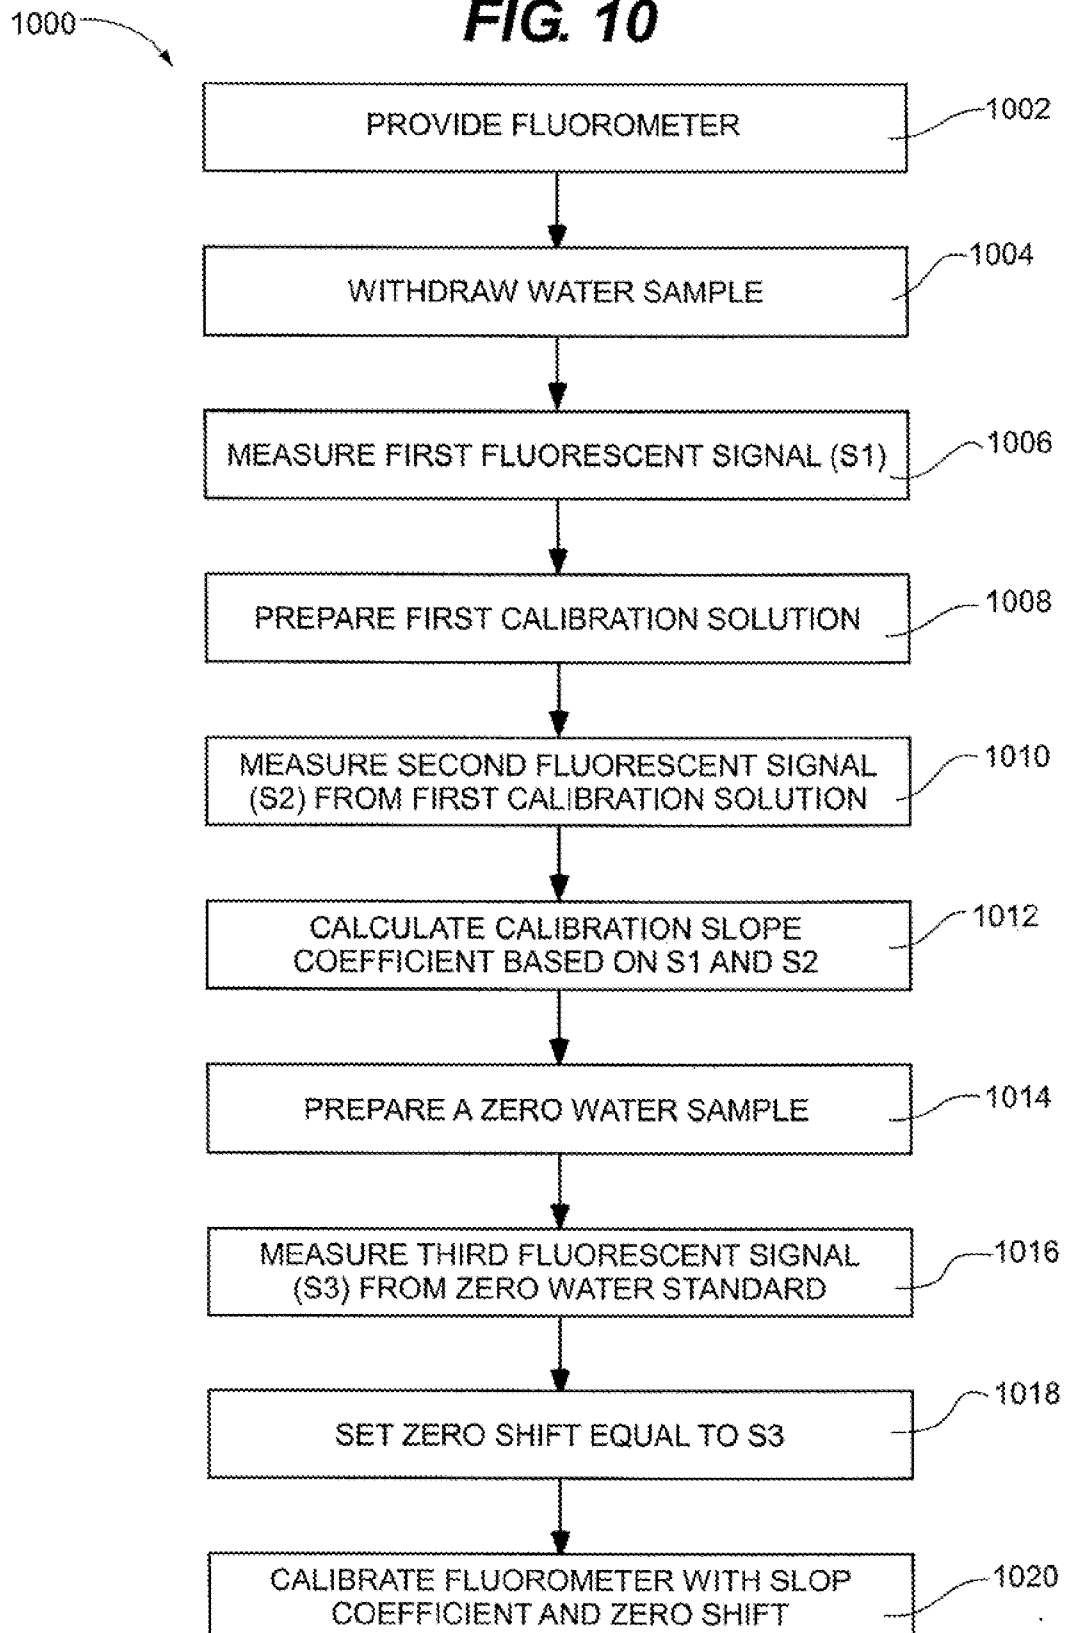 FIG. 10
1000
PROVIDE FLUOROMETER
1002
WITHDRAW WATER SAMPLE
1004
MEASURE FIRST FLUORESCENT SIGNAL (S1)
1006
PREPARE FIRST CALIBRATION SOLUTION
1008
MEASURE SECOND FLUORESCENT SIGNAL
(S2) FROM FIRST CALIBRATION SOLUTION
1010
CALCULATE CALIBRATION SLOPE
COEFFICIENT BASED ON S1 AND S2
1012
PREPARE A ZERO WATER SAMPLE
1014
MEASURE THIRD FLUORESCENT SIGNAL
(S3) FROM ZERO WATER STANDARD
1016
SET ZERO SHIFT EQUAL TO S3
1018
CALIBRATE FLUOROMETER WITH SLOP
COEFFICIENT AND ZERO SHIFT
1020